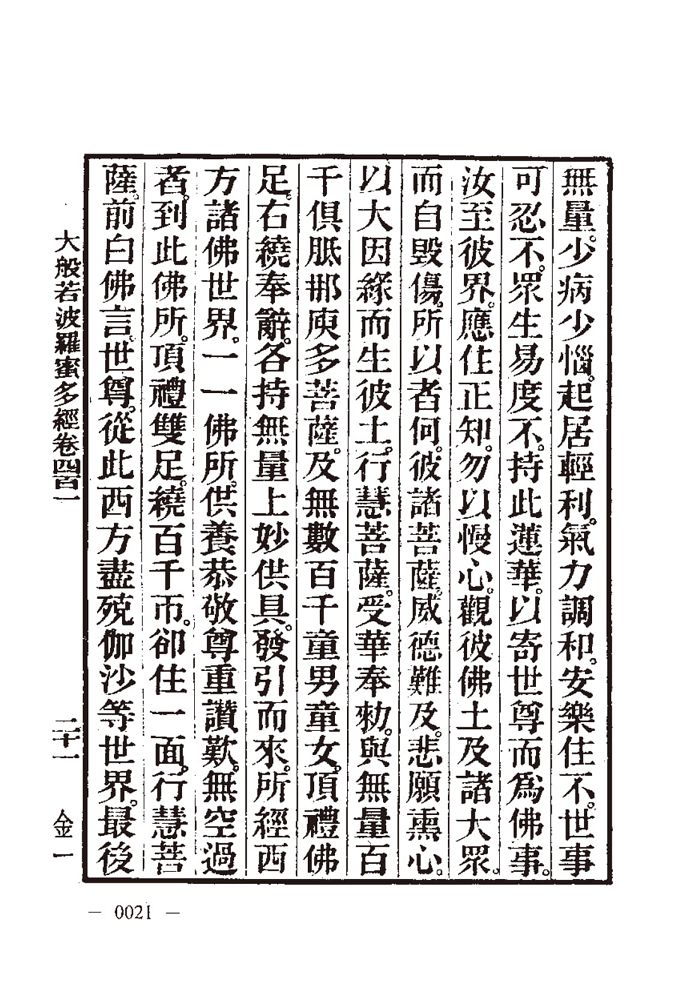 無量。少病少惱。起居輕利。氣力調和。安樂住不。世事
可忍不。眾生易度不。持此蓮華。以寄世尊而為佛事。
汝至彼界。應住正知。勿以慢心。觀彼佛土及諸大眾。
而自毀傷。所以者何。彼諸菩薩。威德難及。悲願熏心。
以大因緣而生彼土。行慧菩薩。受華奉勑。與無量百
千俱胝那庾多菩薩。及無數百千童男童女。頂禮佛
足。右繞奉辭。各持無量上妙供具。發引而來。所經西
方諸佛世界。一一佛所。供養恭敬尊重讚歎。無空過
者。到此佛所。頂禮雙足。繞百千帀。卻住一面。行慧菩
薩。前白佛言。世尊。從此西方盡殑伽沙等世界。最後
大般若波羅蜜多經卷四百一
二十一
金一
— 0021 —